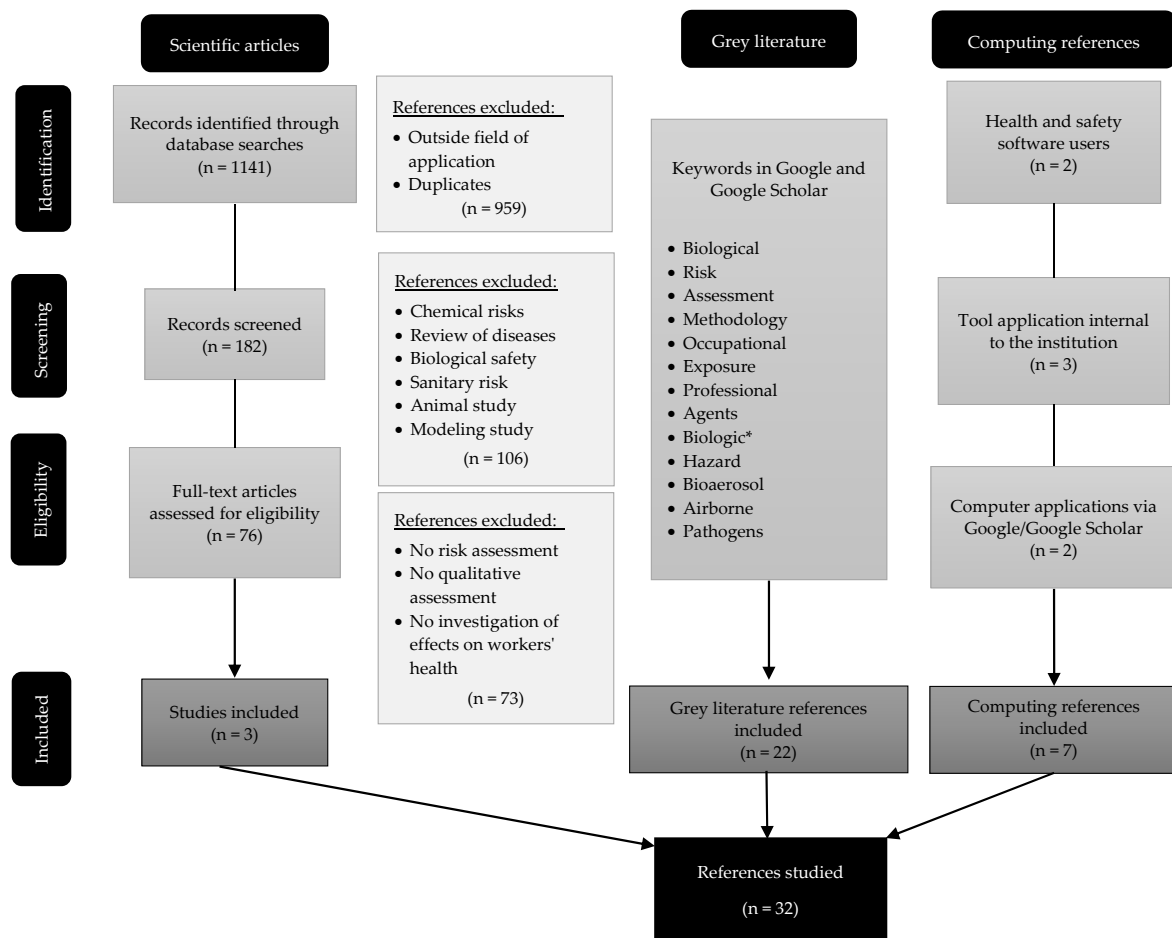 Scientific articles
Grey literature
Computing references
Identification
Records identified through
database searches
(n = 1141)
References excluded:
• Outside field of
application
• Duplicates
(n = 959)
Keywords in Google and
Google Scholar
• Biological
• Risk
• Assessment
• Methodology
• Occupational
• Exposure
• Professional
• Agents
• Biologic*
• Hazard
• Bioaerosol
• Airborne
• Pathogens
Health and safety
software users
(n = 2)
Screening
Records screened
(n = 182)
References excluded:
• Chemical risks
• Review of diseases
• Biological safety
• Sanitary risk
• Animal study
• Modeling study
(n = 106)
Tool application internal
to the institution
(n = 3)
Eligibility
Full-text articles
assessed for eligibility
(n = 76)
References excluded:
• No risk assessment
• No qualitative
assessment
• No investigation of
effects on workers'
health
(n = 73)
Computer applications via
Google/Google Scholar
(n = 2)
Included
Studies included
(n = 3)
Grey literature references
included
(n = 22)
Computing references
included
(n = 7)
References studied
(n = 32)